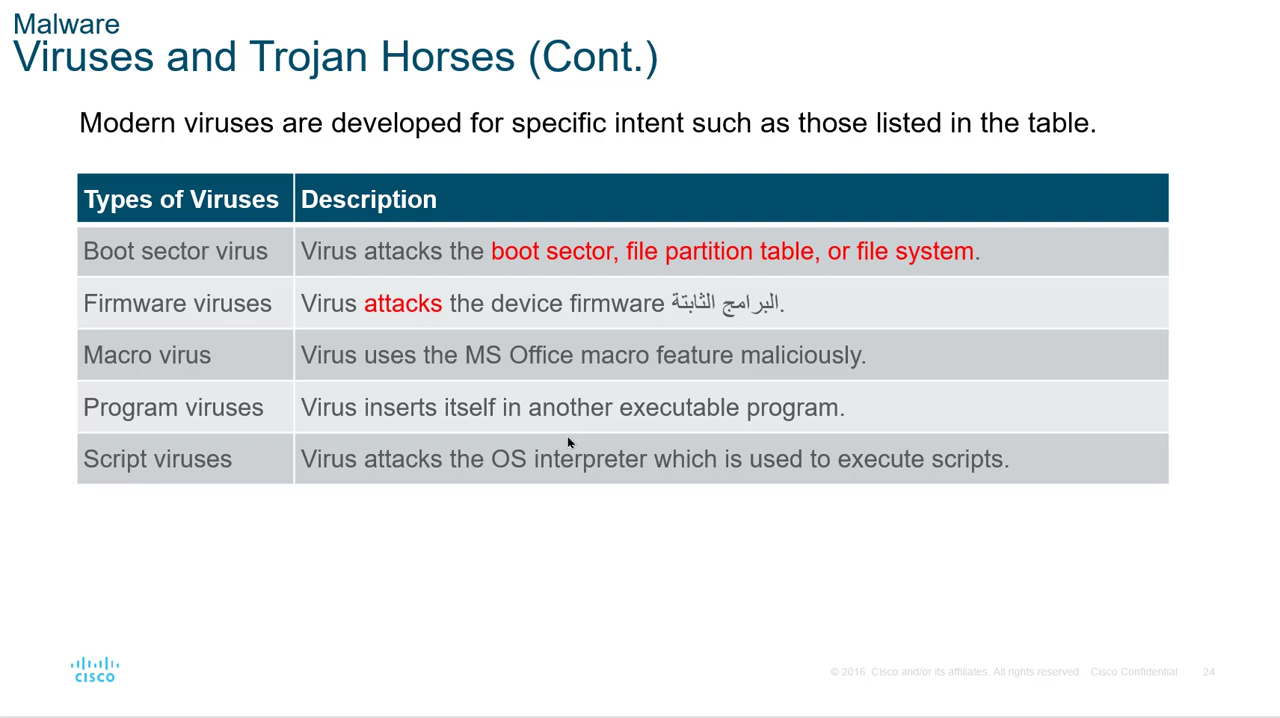 Malware
Viruses and Trojan Horses (Cont.)
Modern viruses are developed for specific intent such as those listed in the table.
Types of Viruses Description
Boot sector virus Virus attacks the boot sector, file partition table, or file system.
Firmware viruses Virus attacks the device firmware البرامج الثابتة.
Macro virus Virus uses the MS Office macro feature maliciously.
Program viruses Virus inserts itself in another executable program.
Script viruses Virus attacks the OS interpreter which is used to execute scripts.
CISCO
© 2016 Cisco and/or its affiliates. All rights reserved. Cisco Confidential 24